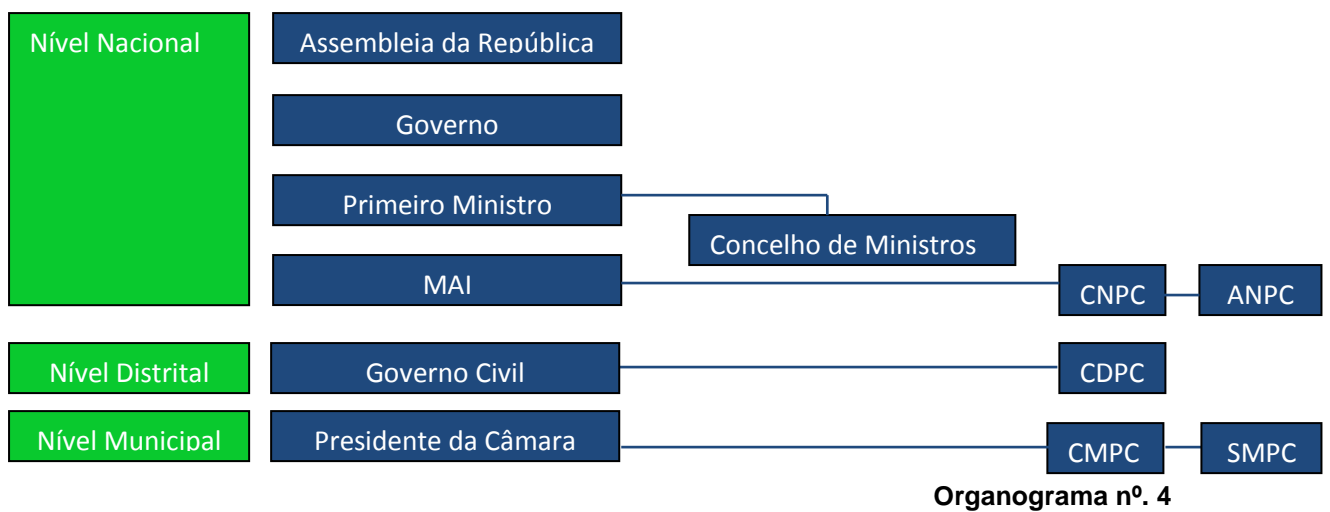 Nível Nacional
Assembleia da República
Governo
Primeiro Ministro
Concelho de Ministros
MAI
CNPC
ANPC
Nível Distrital
Governo Civil
CDPC
Nível Municipal
Presidente da Câmara
CMPC
SMPC
Organograma nº. 4